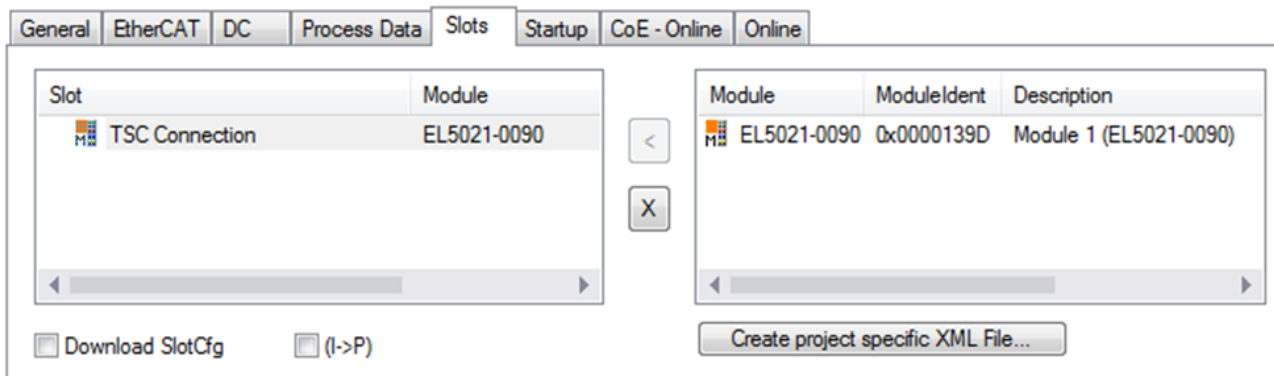 General EtherCAT DC Process Data Slots Startup CoE - Online Online
Slot Module
TSC Connection EL5021-0090
<
X
Module ModuleIdent Description
EL5021-0090 0x0000139D Module 1 (EL5021-0090)
Download SlotCfg (I->P)
Create project specific XML File...